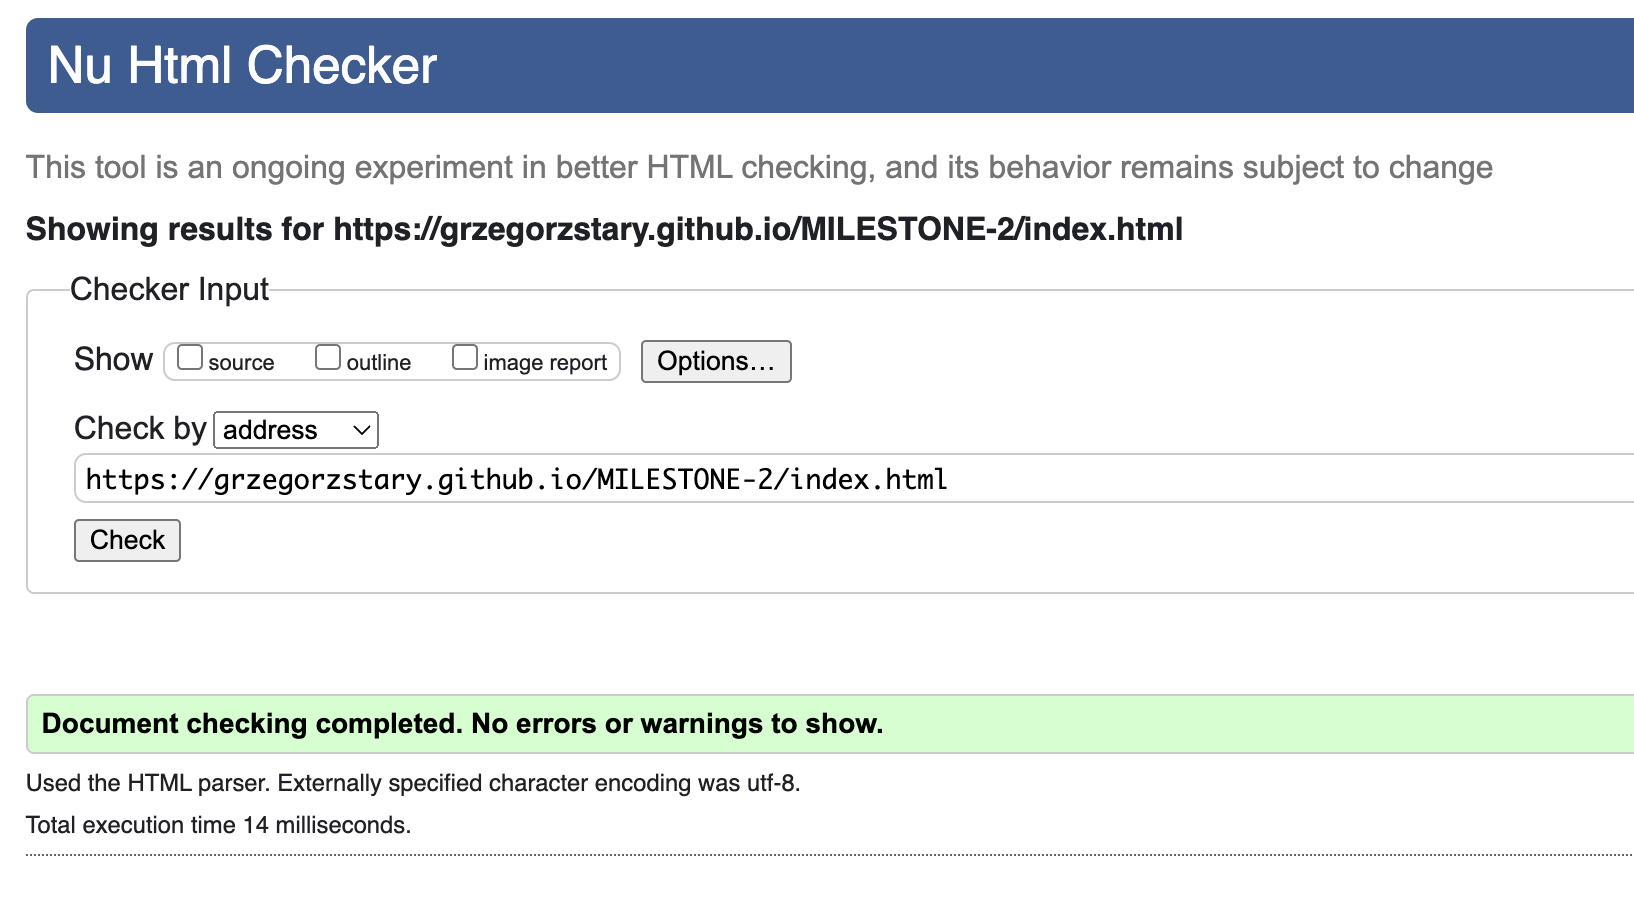 Nu Html Checker
This tool is an ongoing experiment in better HTML checking, and its behavior remains subject to change
Showing results for https://grzegorzstary.github.io/MILESTONE-2/index.html
Checker Input
Show source outline image report Options...
Check by address
https://grzegorzstary.github.io/MILESTONE-2/index.html
Check
Document checking completed. No errors or warnings to show.
Used the HTML parser. Externally specified character encoding was utf-8.
Total execution time 14 milliseconds.